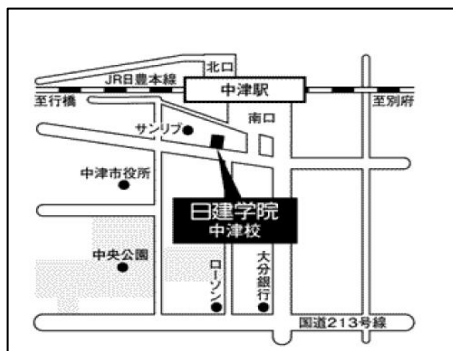 北口
JR日豊本線
中津駅
至行橋
至別府
南口
サンリブ
中津市役所
日建学院
中津校
中央公園
ローソン
大分銀行
国道213号線